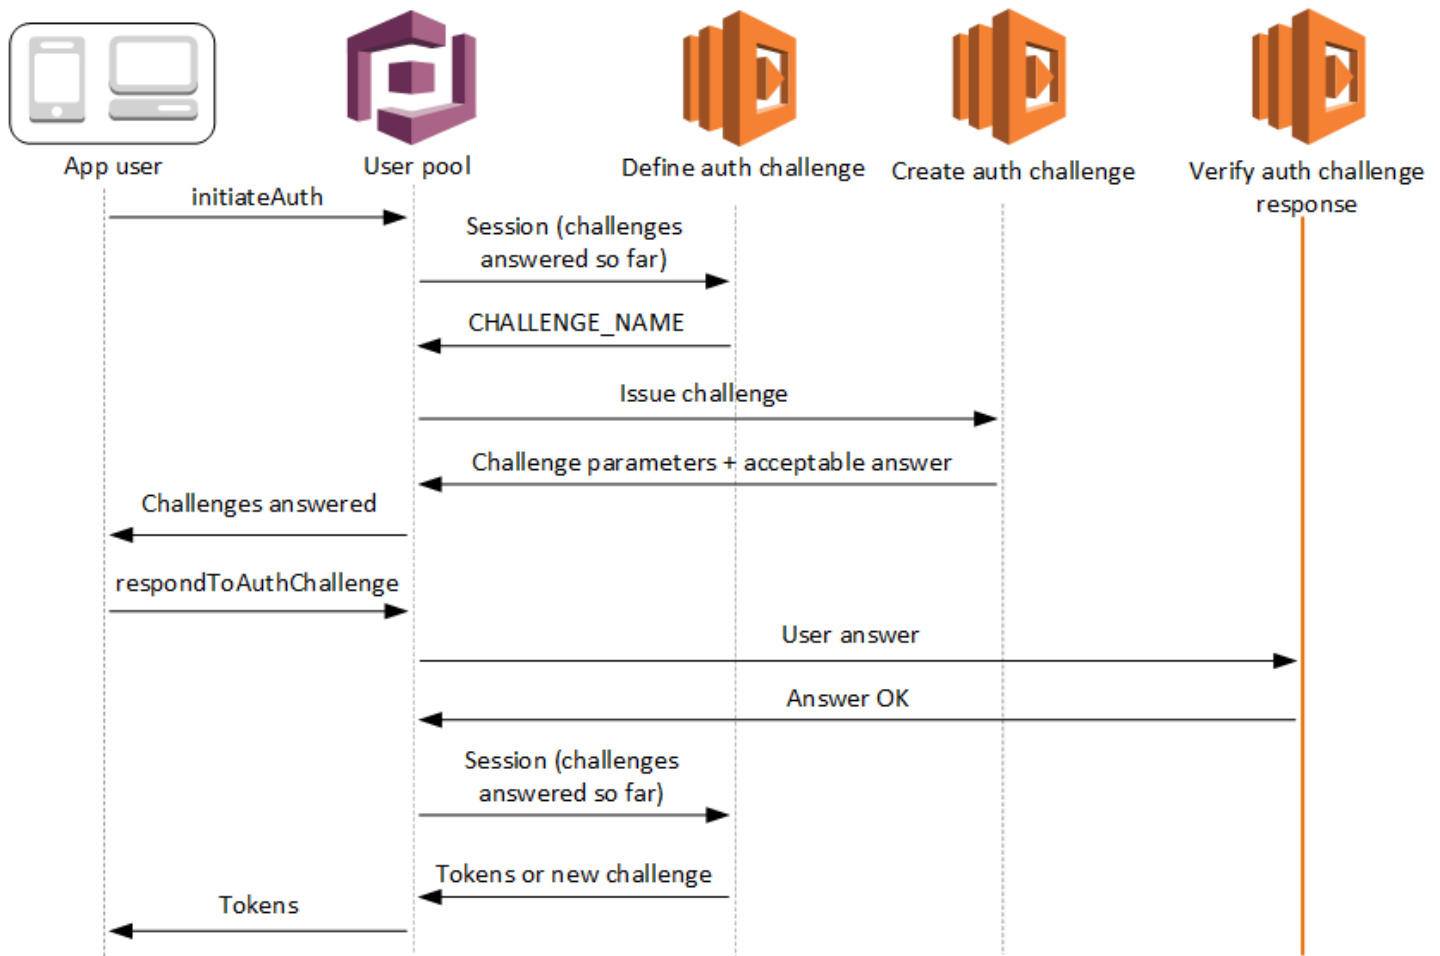 App user
User pool
Define auth challenge
Create auth challenge
Verify auth challenge
response
initiateAuth
Session (challenges
answered so far)
CHALLENGE_NAME
Issue challenge
Challenge parameters + acceptable answer
Challenges answered
respondToAuthChallenge
User answer
Answer OK
Session (challenges
answered so far)
Tokens or new challenge
Tokens